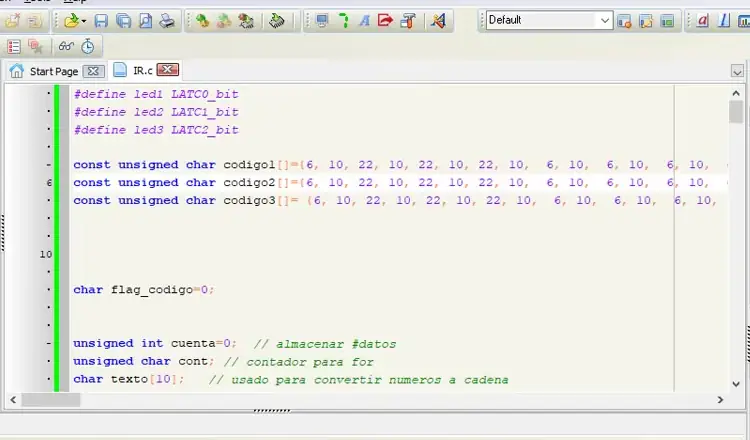 Default
Start Page
IR.c
#define led1 LATC0_bit
#define led2 LATC1_bit
#define led3 LATC2_bit
const unsigned char codigo1[]={6, 10, 22, 10, 22, 10, 22, 10, 6, 10, 6, 10, 6, 10,
6 const unsigned char codigo2[]={6, 10, 22, 10, 22, 10, 22, 10, 6, 10, 6, 10, 6, 10,
const unsigned char codigo3[]= {6, 10, 22, 10, 22, 10, 22, 10, 6, 10, 6, 10, 6, 10,
10
char flag_codigo=0;
unsigned int cuenta=0; // almacenar #datos
unsigned char cont; // contador para for
char texto[10]; // usado para convertir numeros a cadena